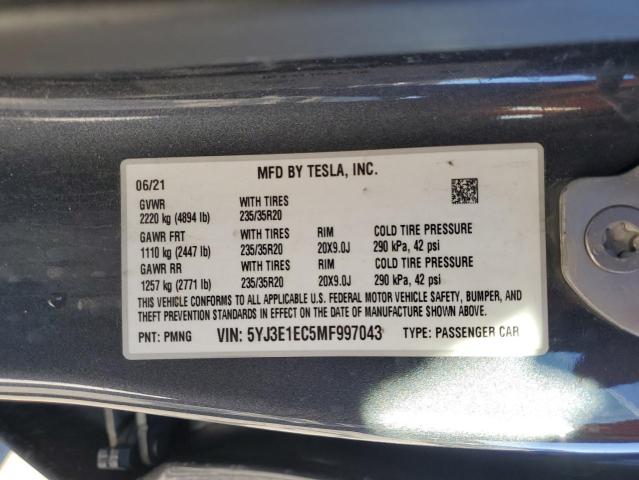 MFD BY TESLA, INC.
06/21
GVWR WITH TIRES
2220 kg (4894 lb) 235/35R20
GAWR FRT WITH TIRES RIM COLD TIRE PRESSURE
1110 kg (2447 lb) 235/35R20 20X9.0J 290 kPa, 42 psi
GAWR RR WITH TIRES RIM COLD TIRE PRESSURE
1257 kg (2771 lb) 235/35R20 20X9.0J 290 kPa, 42 psi
THIS VEHICLE CONFORMS TO ALL APPLICABLE U.S. FEDERAL MOTOR VEHICLE SAFETY, BUMPER, AND
THEFT PREVENTION STANDARDS IN EFFECT ON THE DATE OF MANUFACTURE SHOWN ABOVE.
PNT: PMNG VIN: 5YJ3E1EC5MF997043 TYPE: PASSENGER CAR